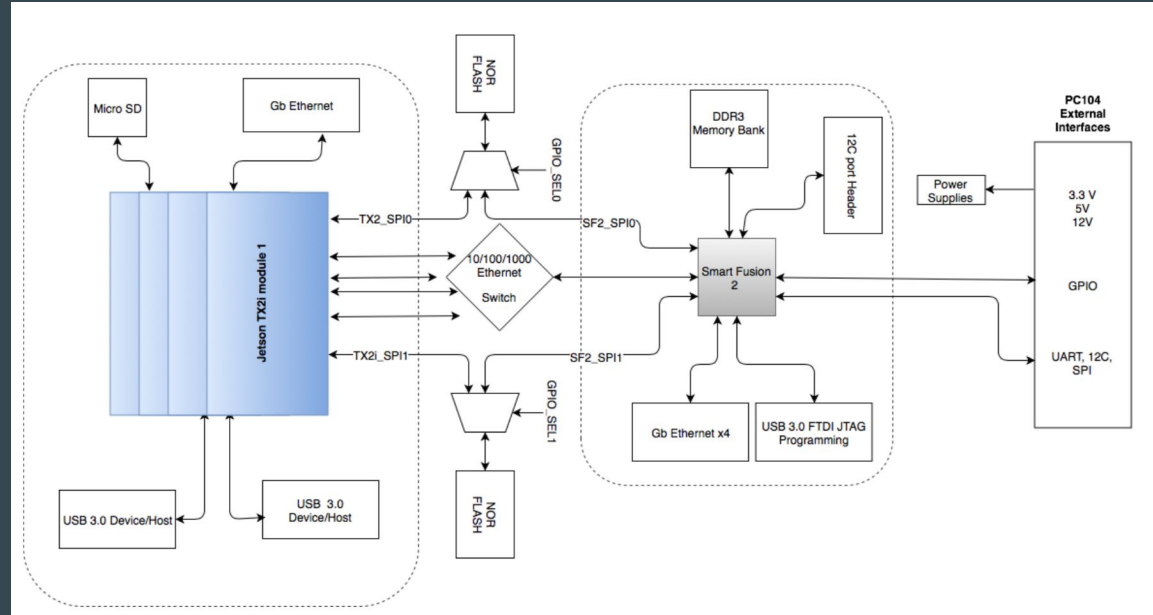 Micro SD
Gb Ethernet
Jetson TX2i module 1
USB 3.0 Device/Host
USB 3.0
Device/Host
NOR
FLASH
GPIO_SEL0
TX2_SPI0
SF2_SPI0
10/100/1000
Ethernet
Switch
TX2i_SPI1
SF2_SPI1
GPIO_SEL1
NOR
FLASH
DDR3
Memory Bank
12C port Header
Smart Fusion
2
Gb Ethernet x4
USB 3.0 FTDI JTAG
Programming
Power
Supplies
PC104
External
Interfaces
3.3 V
5V
12V
GPIO
UART, 12C,
SPI